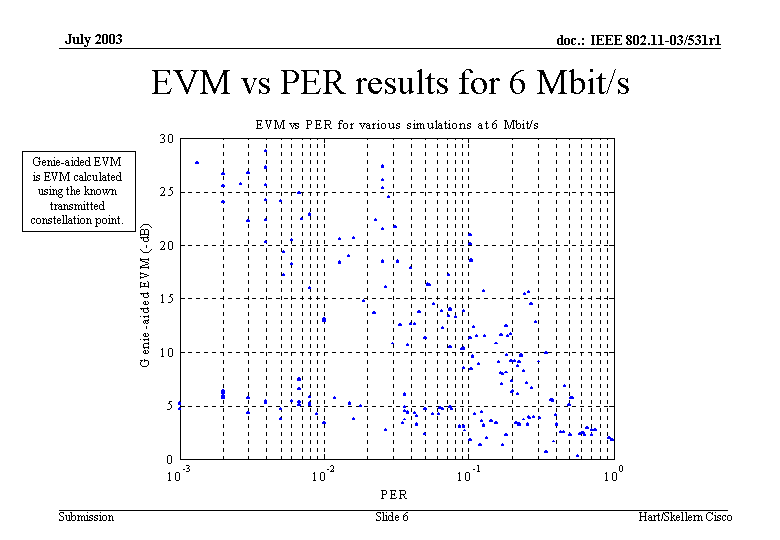 July 2003
doc.: IEEE 802.11-03/531r1
EVM vs PER results for 6 Mbit/s
EVM vs PER for various simulations at 6 Mbit/s
Genie-aided EVM
is EVM calculated
using the known
transmitted
constellation point.
Genie-aided EVM (-dB)
30
25
20
15
10
5
0
10^-3
10^-2
10^-1
10^0
PER
Submission
Slide 6
Hart/Skellern Cisco